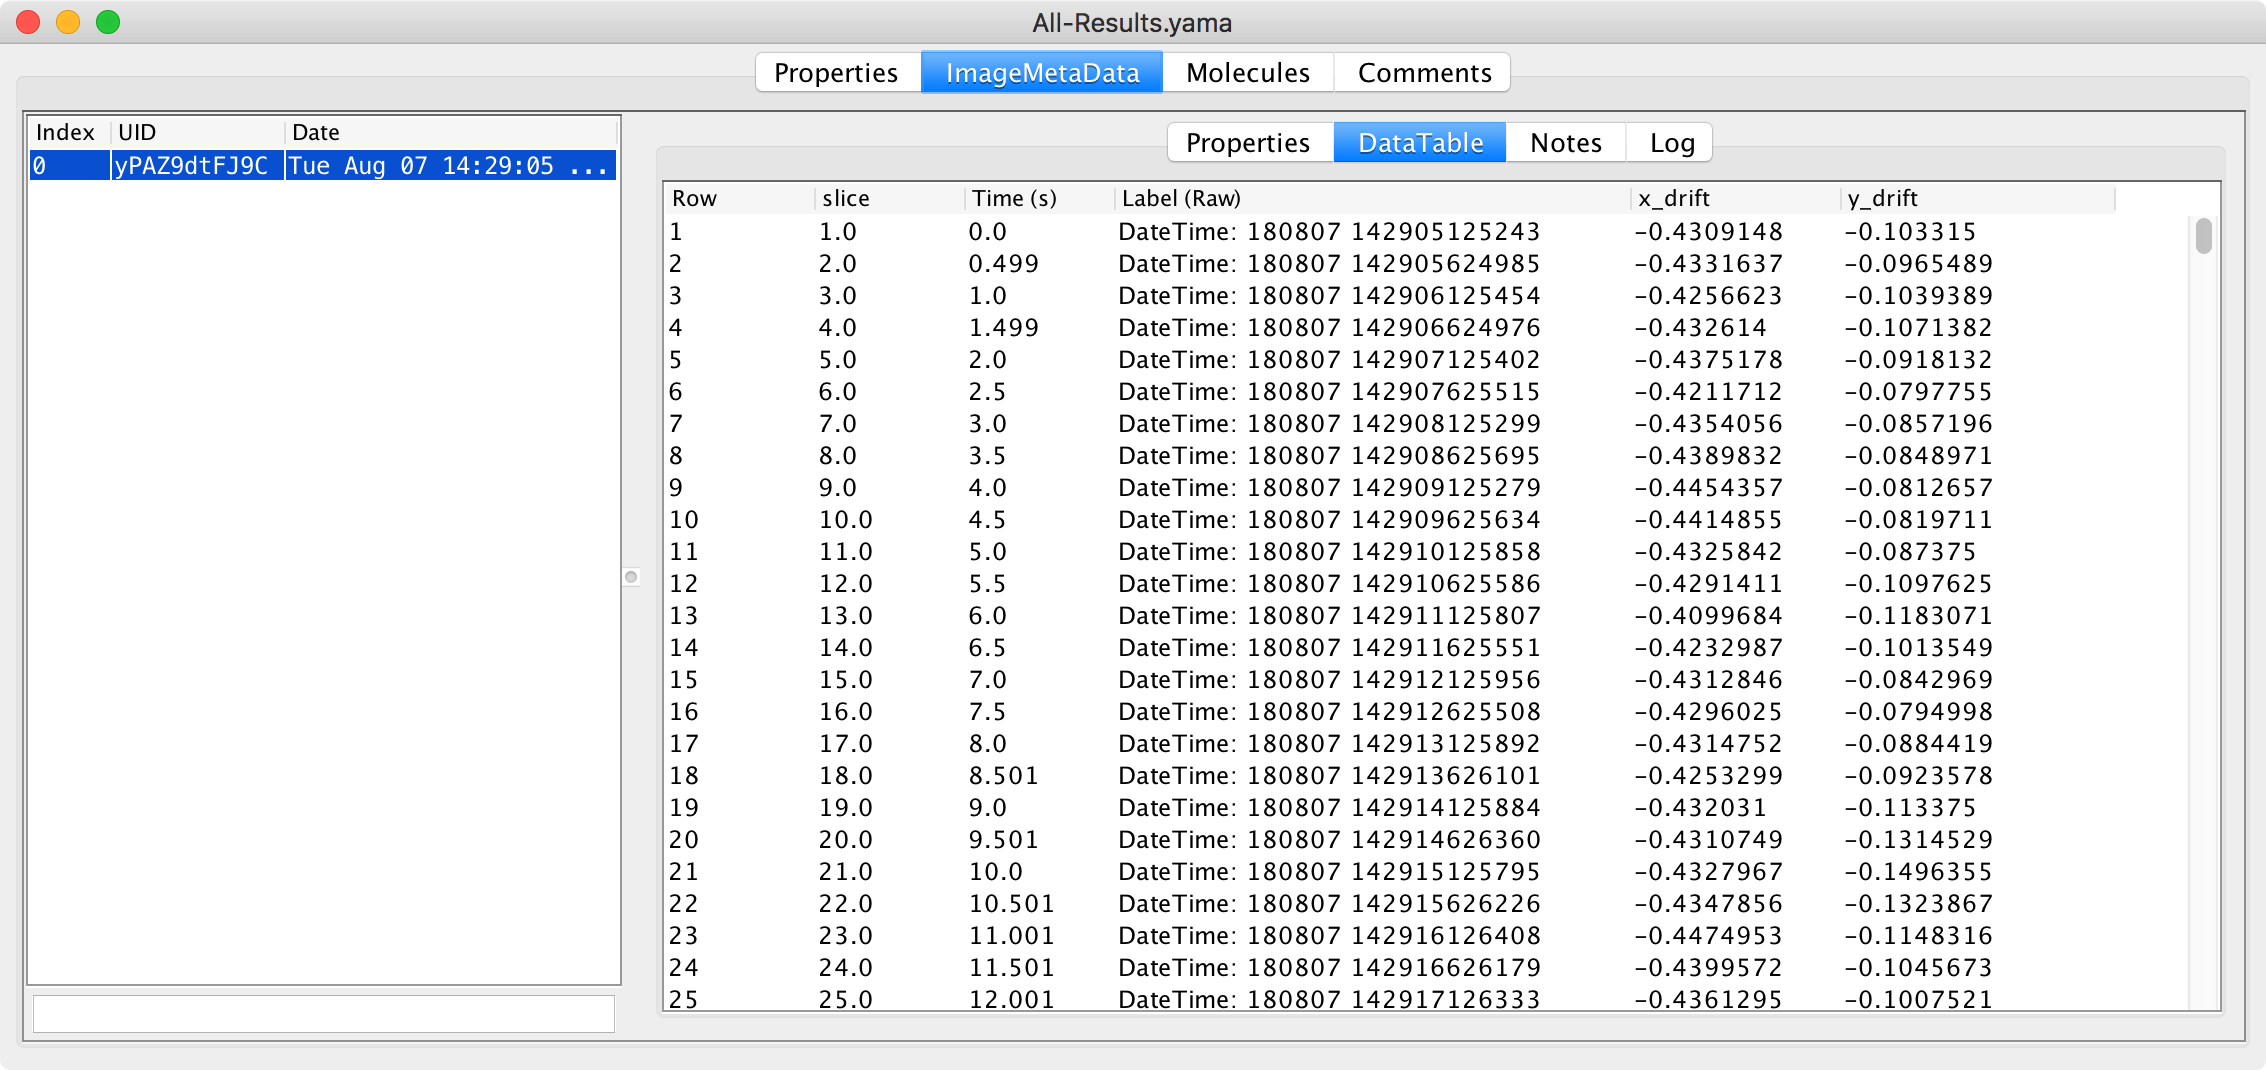 All-Results.yama
Properties ImageMetaData Molecules Comments
Index UID Date
0 yPAZ9dtFJ9C Tue Aug 07 14:29:05 ...
Properties DataTable Notes Log
Row slice Time (s) Label (Raw) x_drift y_drift
1 1.0 0.0 DateTime: 180807 142905125243 -0.4309148 -0.103315
2 2.0 0.499 DateTime: 180807 142905624985 -0.4331637 -0.0965489
3 3.0 1.0 DateTime: 180807 142906125454 -0.4256623 -0.1039389
4 4.0 1.499 DateTime: 180807 142906624976 -0.432614 -0.1071382
5 5.0 2.0 DateTime: 180807 142907125402 -0.4375178 -0.0918132
6 6.0 2.5 DateTime: 180807 142907625515 -0.4211712 -0.0797755
7 7.0 3.0 DateTime: 180807 142908125299 -0.4354056 -0.0857196
8 8.0 3.5 DateTime: 180807 142908625695 -0.4389832 -0.0848971
9 9.0 4.0 DateTime: 180807 142909125279 -0.4454357 -0.0812657
10 10.0 4.5 DateTime: 180807 142909625634 -0.4414855 -0.0819711
11 11.0 5.0 DateTime: 180807 142910125858 -0.4325842 -0.087375
12 12.0 5.5 DateTime: 180807 142910625586 -0.4291411 -0.1097625
13 13.0 6.0 DateTime: 180807 142911125807 -0.4099684 -0.1183071
14 14.0 6.5 DateTime: 180807 142911625551 -0.4232987 -0.1013549
15 15.0 7.0 DateTime: 180807 142912125956 -0.4312846 -0.0842969
16 16.0 7.5 DateTime: 180807 142912625508 -0.4296025 -0.0794998
17 17.0 8.0 DateTime: 180807 142913125892 -0.4314752 -0.0884419
18 18.0 8.501 DateTime: 180807 142913626101 -0.4253299 -0.0923578
19 19.0 9.0 DateTime: 180807 142914125884 -0.432031 -0.113375
20 20.0 9.501 DateTime: 180807 142914626360 -0.4310749 -0.1314529
21 21.0 10.0 DateTime: 180807 142915125795 -0.4327967 -0.1496355
22 22.0 10.501 DateTime: 180807 142915626226 -0.4347856 -0.1323867
23 23.0 11.001 DateTime: 180807 142916126408 -0.4474953 -0.1148316
24 24.0 11.501 DateTime: 180807 142916626179 -0.4399572 -0.1045673
25 25.0 12.001 DateTime: 180807 142917126333 -0.4361295 -0.1007521